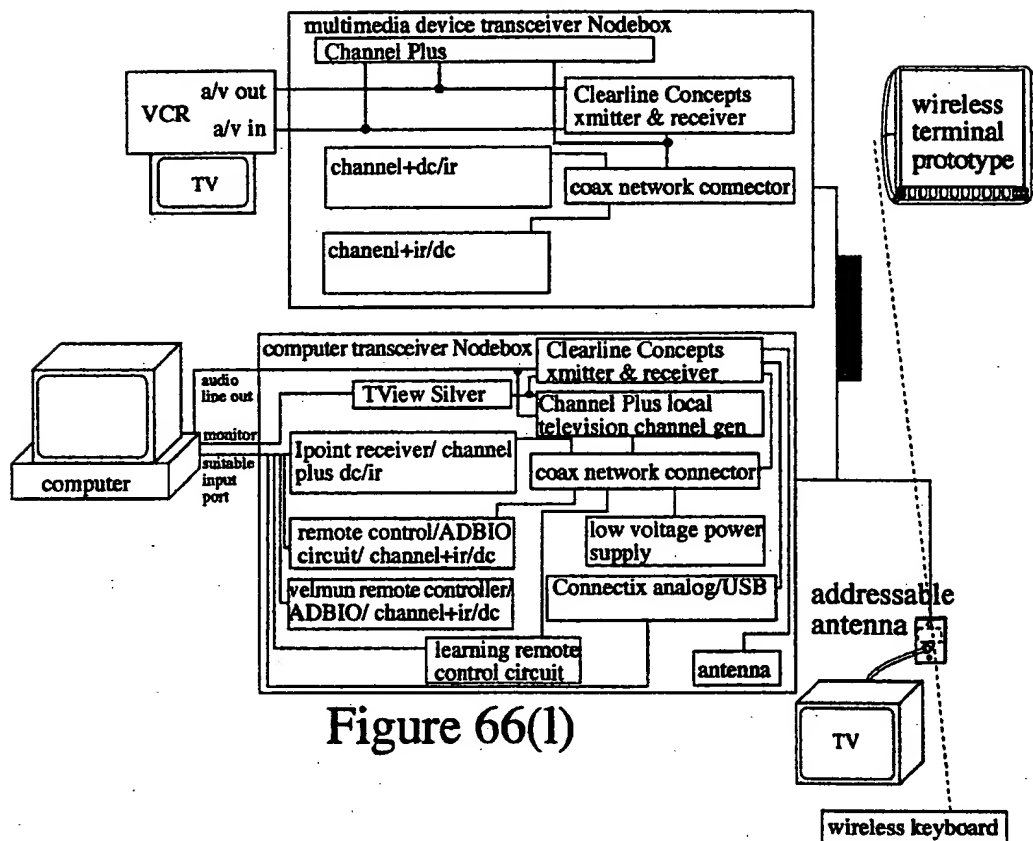 multimedia device transceiver Nodebox
Channel Plus
VCR
a/v out
a/v in
TV
Clearline Concepts
xmitter & receiver
channel+dc/ir
coax network connector
chanenl+ir/dc
wireless
terminal
prototype
computer transceiver Nodebox
Clearline Concepts
xmitter & receiver
audio
line out
TView Silver
Channel Plus local
television channel gen
monitor
suitable
input
port
computer
Ipoint receiver/ channel
plus dc/ir
coax network connector
remote control/ADBIO
circuit/ channel+ir/dc
low voltage power
supply
velmun remote controller/
ADBIO/ channel+ir/dc
Connectix analog/USB
learning remote
control circuit
antenna
addressable
antenna
TV
wireless keyboard
Figure 66(1)